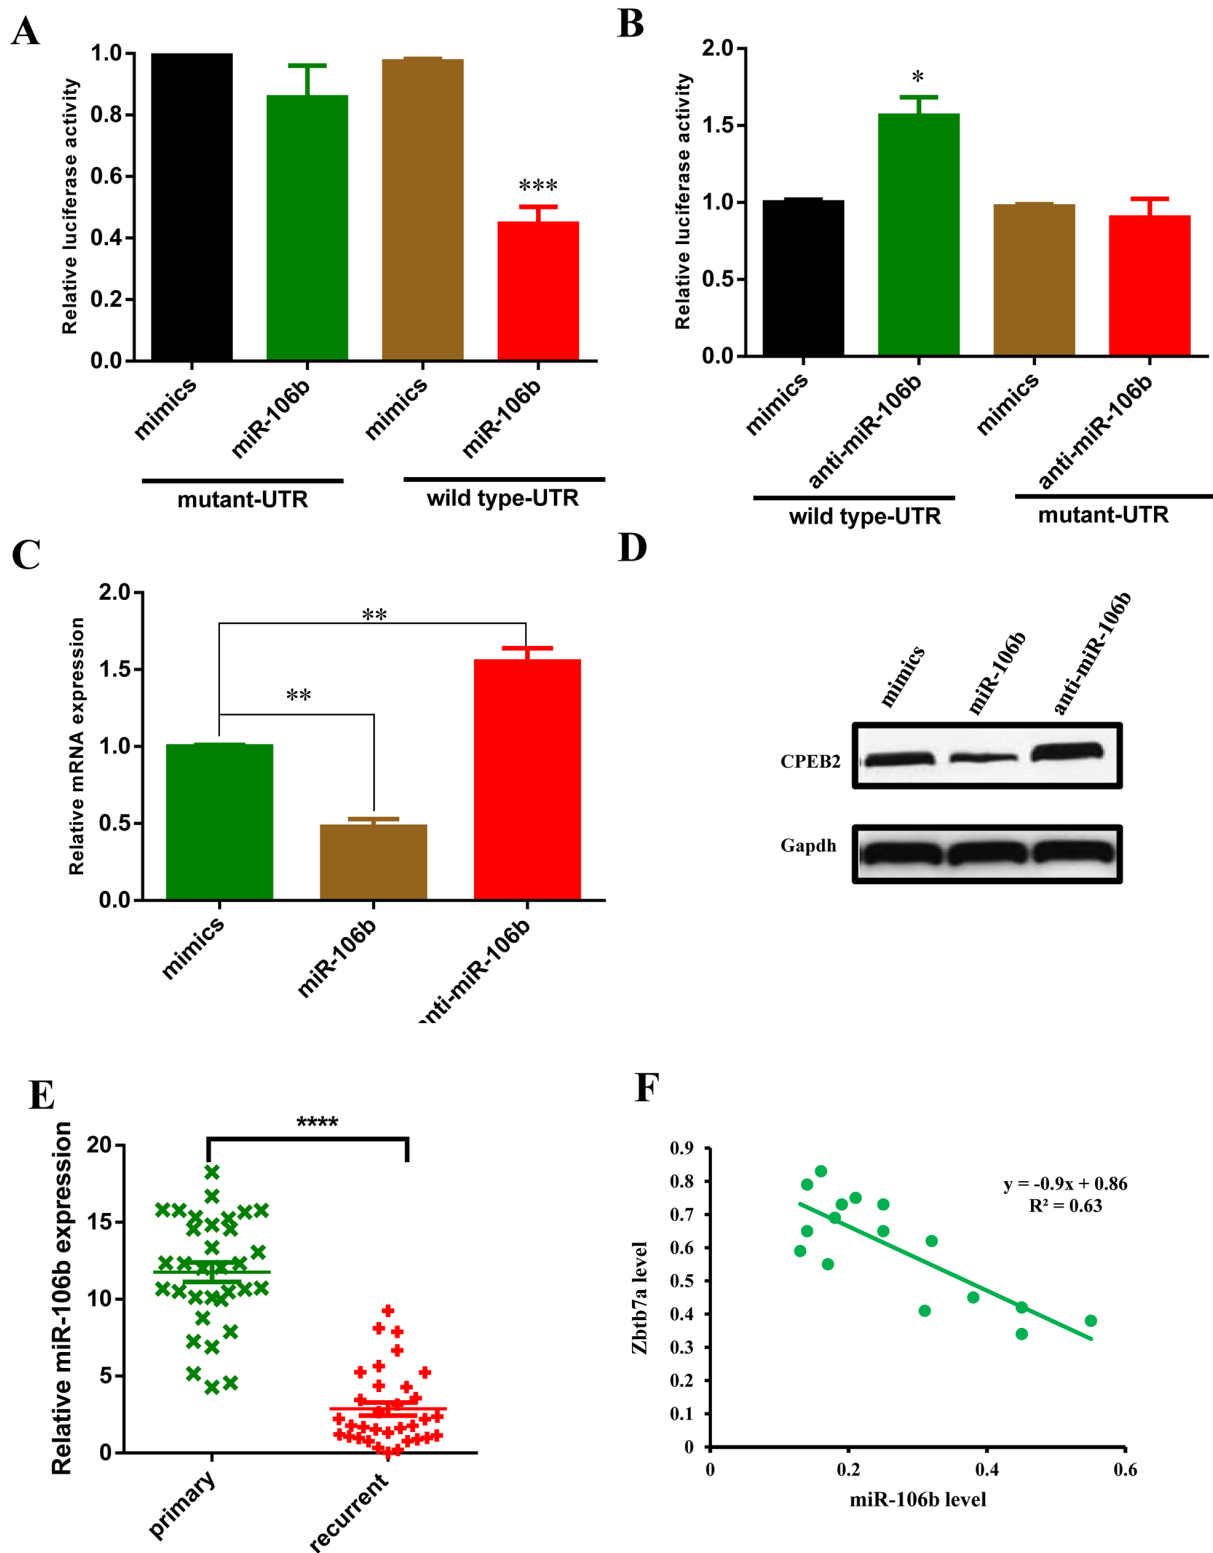 A
Relative luciferase activity
1.0
0.8
0.6
0.4
0.2
0.0
***
mimics
miR-106b
mimics
miR-106b
mutant-UTR
wild type-UTR
B
Relative luciferase activity
2.0
1.5
1.0
0.5
0.0
*
mimics
anti-miR-106b
mimics
anti-miR-106b
wild type-UTR
mutant-UTR
C
Relative mRNA expression
2.0
1.5
1.0
0.5
0.0
**
**
mimics
miR-106b
anti-miR-106b
D
mimics
miR-106b
anti-miR-106b
CPEB2
Gapdh
E
Relative miR-106b expression
20
15
10
5
0
****
primary
recurrent
F
Zbtb7a level
0.9
0.8
0.7
0.6
0.5
0.4
0.3
0.2
0.1
0
y = -0.9x + 0.86
R² = 0.63
0
0.2
0.4
0.6
miR-106b level